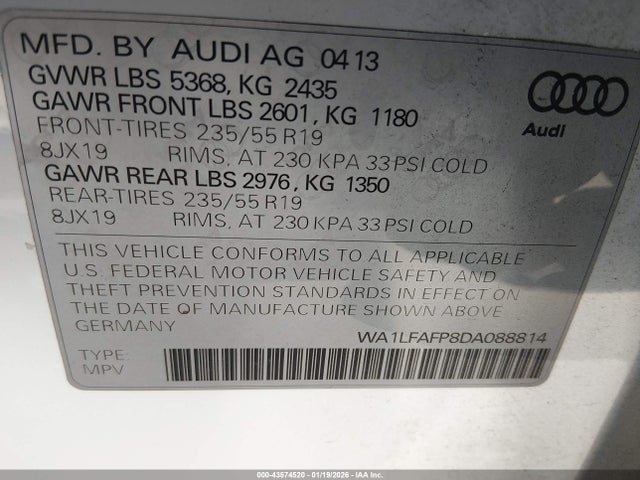 MFD. BY AUDI AG 04 13
GVWR LBS 5368, KG 2435
GAWR FRONT LBS 2601, KG 1180
FRONT-TIRES 235/55 R19
8JX19 RIMS, AT 230 KPA 33 PSI COLD
GAWR REAR LBS 2976, KG 1350
REAR-TIRES 235/55 R19
8JX19 RIMS, AT 230 KPA 33 PSI COLD
Audi
THIS VEHICLE CONFORMS TO ALL APPLICABLE
U.S. FEDERAL MOTOR VEHICLE SAFETY AND
THEFT PREVENTION STANDARDS IN EFFECT ON
THE DATE OF MANUFACTURE SHOWN ABOVE
GERMANY WA1LFAFP8DA088814
TYPE:
MPV
000-43574520 - 01/19/2026 - IAA-CA